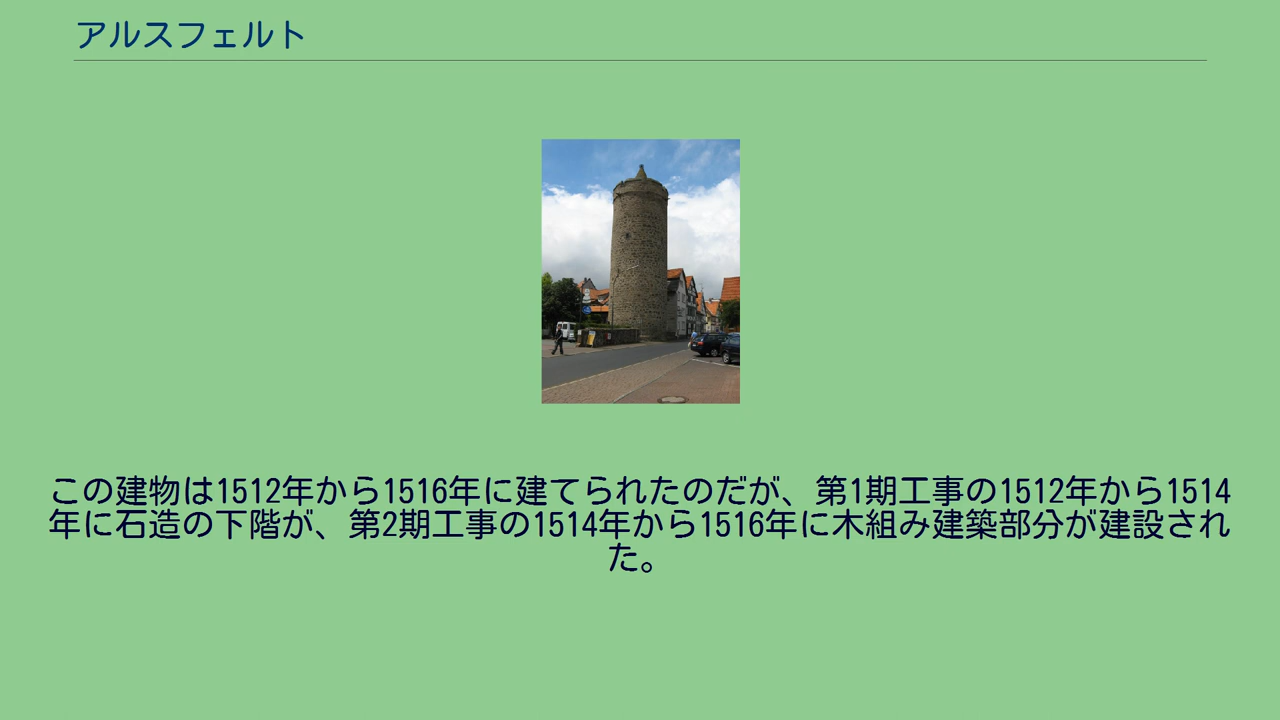 アルスフェルト
この建物は1512年から1516年に建てられたのだが、第1期工事の1512年から1514
年に石造の下階が、第2期工事の1514年から1516年に木組み建築部分が建設され
た。